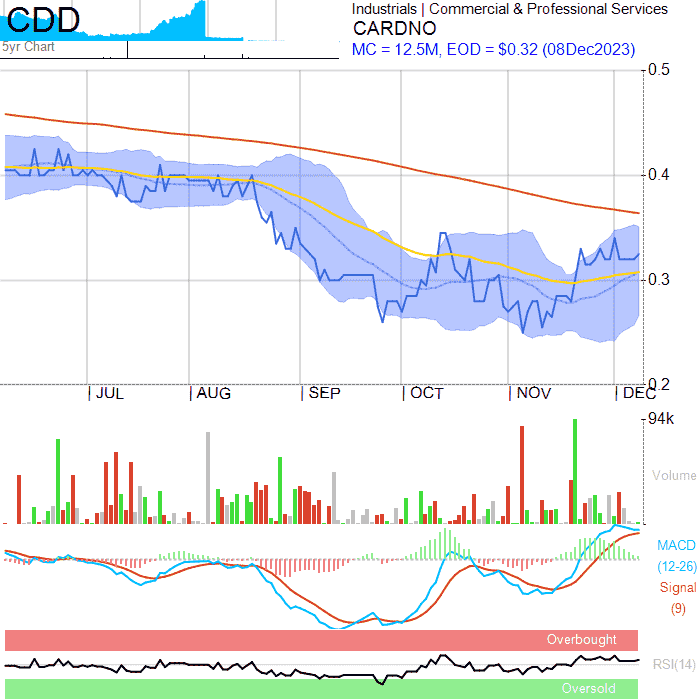 CDD
5yr Chart
Industrials | Commercial & Professional Services
CARDNO
MC = 12.5M, EOD = $0.32 (08Dec2023)
0.5
0.4
0.3
0.2
JUL
AUG
SEP
OCT
NOV
DEC
94k
Volume
MACD
(12-26)
Signal
(9)
Overbought
RSI(14)
Oversold